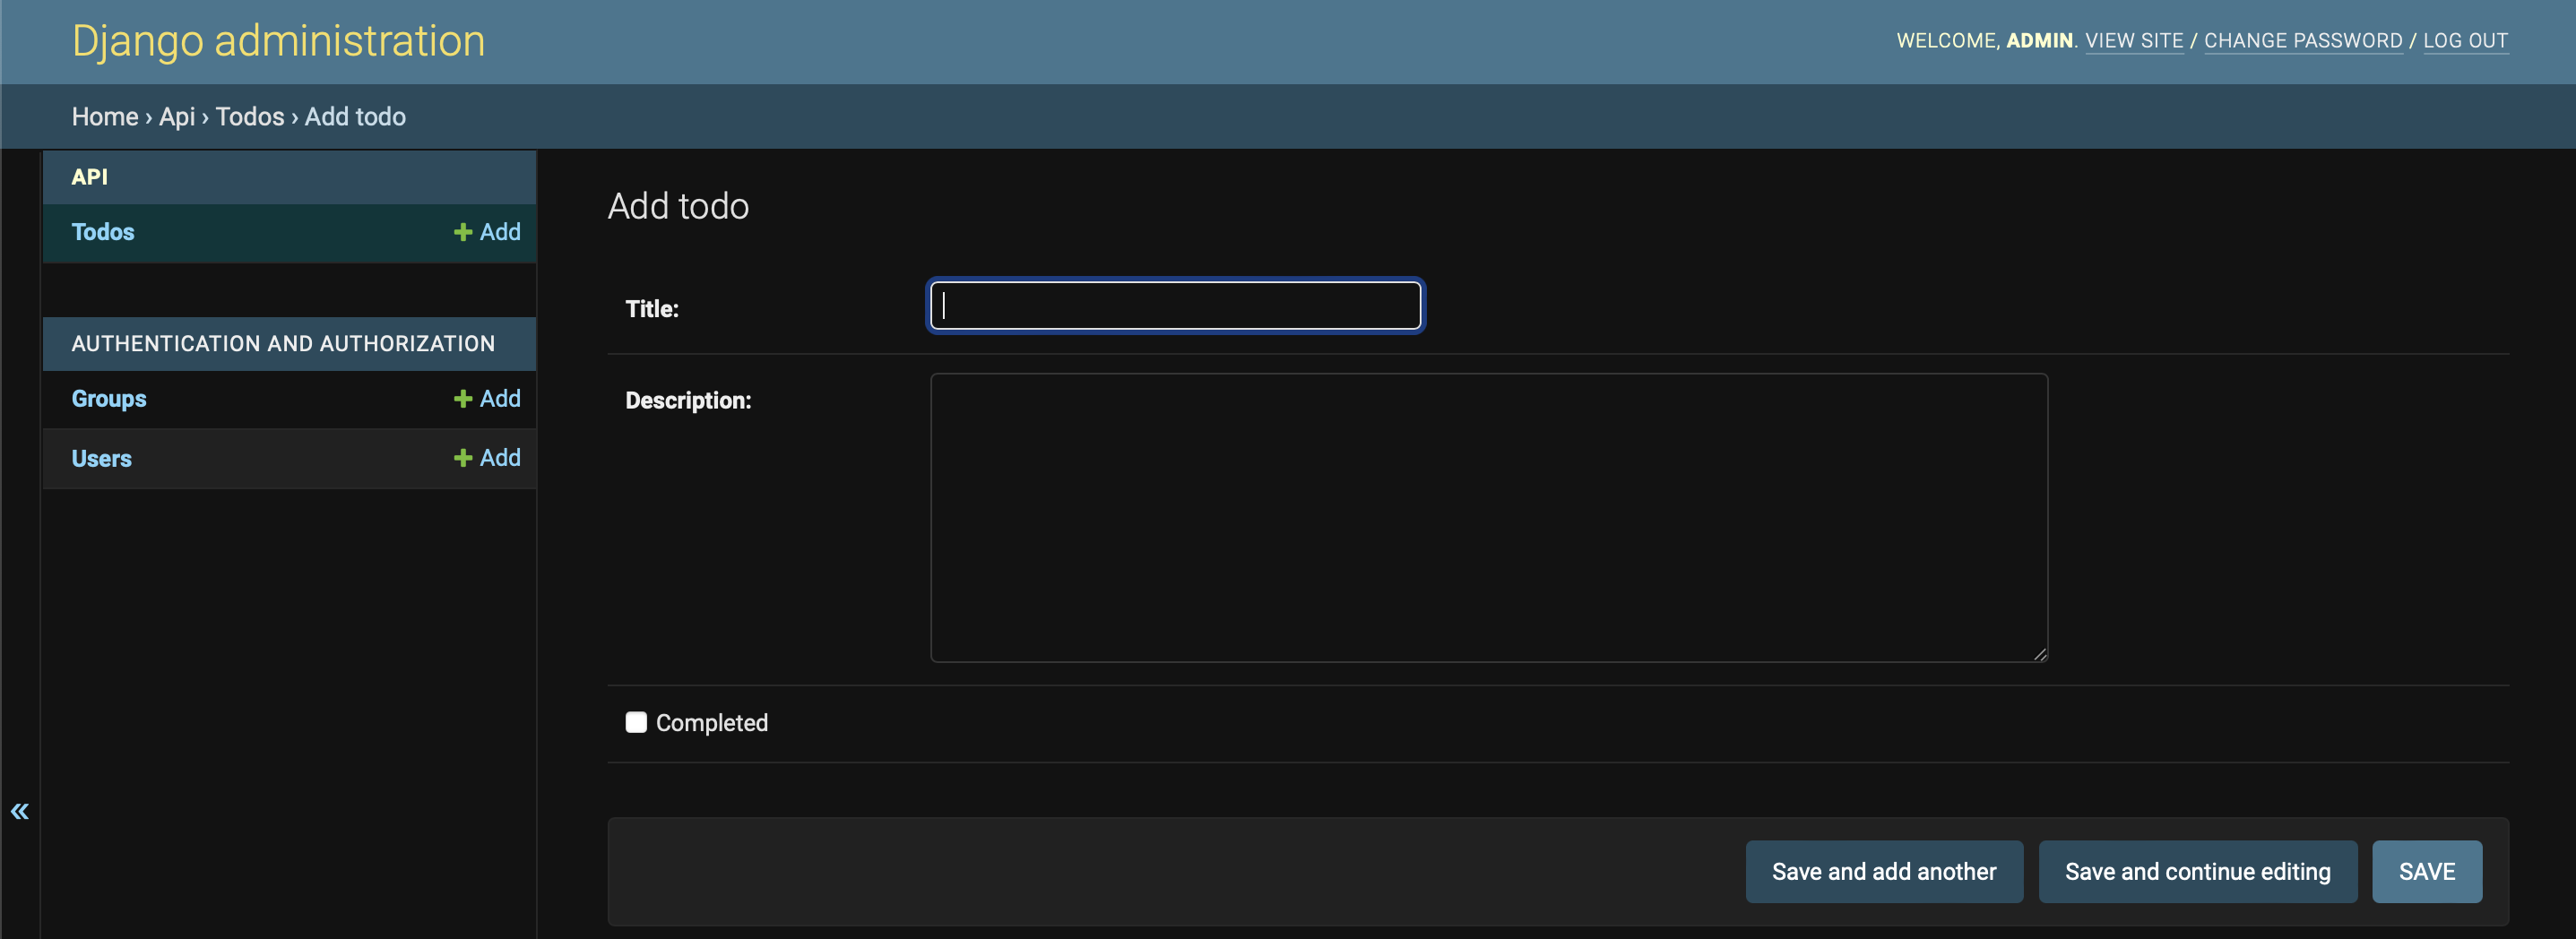 Django administration
WELCOME, ADMIN. VIEW SITE / CHANGE PASSWORD / LOG OUT
Home › Api › Todos › Add todo
API
Todos
+ Add
AUTHENTICATION AND AUTHORIZATION
Groups
+ Add
Users
+ Add
«
Add todo
Title:
Description:
Completed
Save and add another
Save and continue editing
SAVE